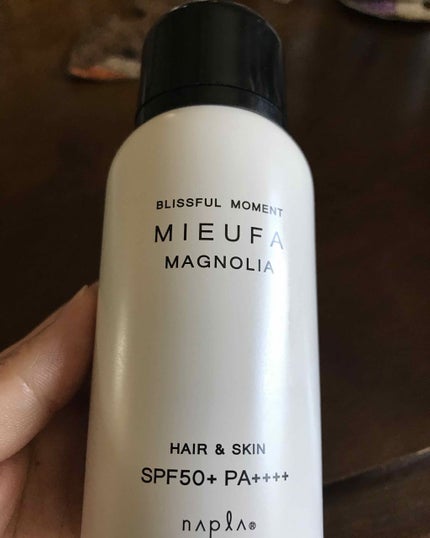 BLISSFUL MOMENT
MIEUFA
MAGNOLIA
HAIR & SKIN
SPF50+ PA++++
napla®